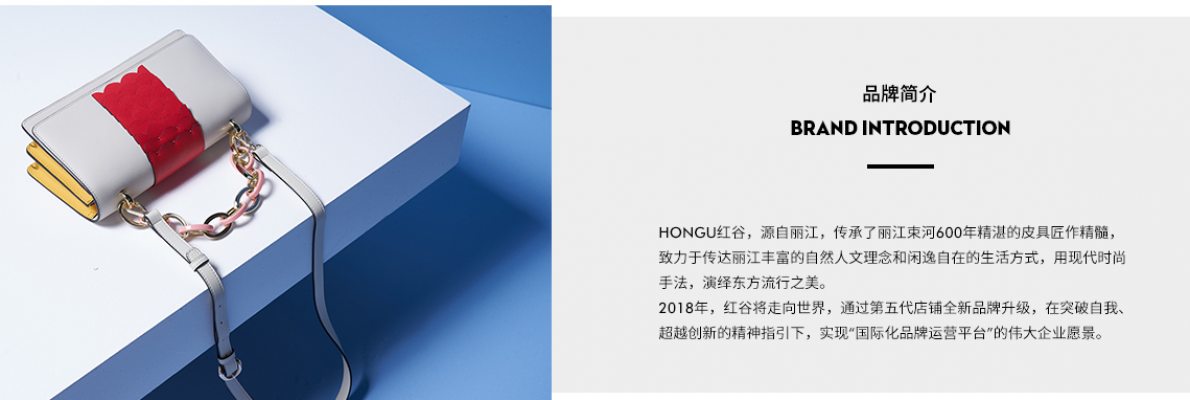 品牌简介
BRAND INTRODUCTION
HONGU红谷，源自丽江，传承了丽江束河600年精湛的皮具匠作精髓，
致力于传达丽江丰富的自然人文理念和闲逸自在的生活方式，用现代时尚
手法，演绎东方流行之美。
2018年，红谷将走向世界，通过第五代店铺全新品牌升级，在突破自我、
超越创新的精神指引下，实现“国际化品牌运营平台”的伟大企业愿景。